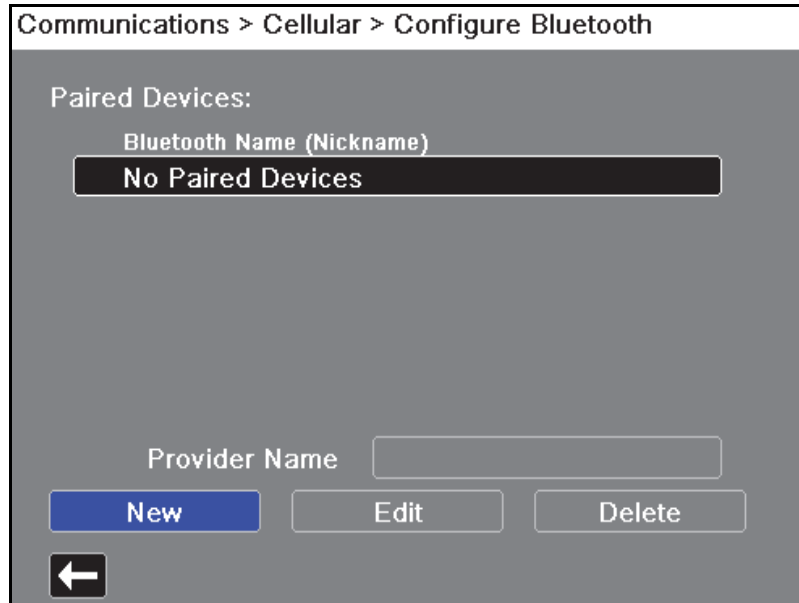 Communications > Cellular > Configure Bluetooth
Paired Devices:
Bluetooth Name (Nickname)
No Paired Devices
Provider Name
New Edit Delete